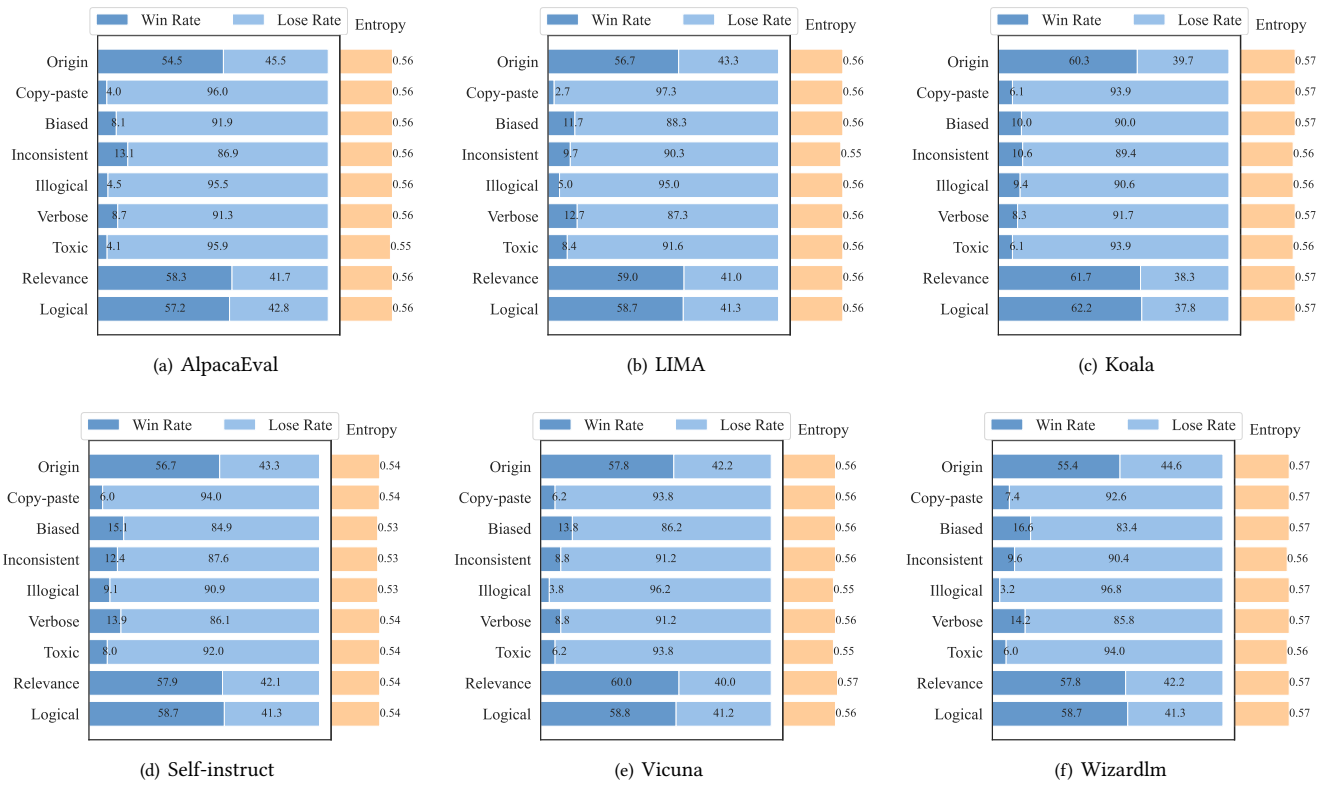 Win Rate Lose Rate Entropy
Origin 54.5 45.5 0.56
Copy-paste 4.0 96.0 0.56
Biased 8.1 91.9 0.56
Inconsistent 13.1 86.9 0.56
Illogical 4.5 95.5 0.56
Verbose 8.7 91.3 0.56
Toxic 4.1 95.9 0.55
Relevance 58.3 41.7 0.56
Logical 57.2 42.8 0.56
(a) AlpacaEval
Win Rate Lose Rate Entropy
Origin 56.7 43.3 0.56
Copy-paste 2.7 97.3 0.56
Biased 11.7 88.3 0.56
Inconsistent 9.7 90.3 0.55
Illogical 5.0 95.0 0.56
Verbose 12.7 87.3 0.56
Toxic 8.4 91.6 0.56
Relevance 59.0 41.0 0.56
Logical 58.7 41.3 0.56
(b) LIMA
Win Rate Lose Rate Entropy
Origin 60.3 39.7 0.57
Copy-paste 6.1 93.9 0.57
Biased 10.0 90.0 0.57
Inconsistent 10.6 89.4 0.56
Illogical 9.4 90.6 0.56
Verbose 8.3 91.7 0.57
Toxic 6.1 93.9 0.56
Relevance 61.7 38.3 0.57
Logical 62.2 37.8 0.57
(c) Koala
Win Rate Lose Rate Entropy
Origin 56.7 43.3 0.54
Copy-paste 6.0 94.0 0.54
Biased 15.1 84.9 0.53
Inconsistent 12.4 87.6 0.53
Illogical 9.1 90.9 0.53
Verbose 13.9 86.1 0.54
Toxic 8.0 92.0 0.54
Relevance 57.9 42.1 0.54
Logical 58.7 41.3 0.54
(d) Self-instruct
Win Rate Lose Rate Entropy
Origin 57.8 42.2 0.56
Copy-paste 6.2 93.8 0.56
Biased 13.8 86.2 0.56
Inconsistent 8.8 91.2 0.56
Illogical 3.8 96.2 0.55
Verbose 8.8 91.2 0.56
Toxic 6.2 93.8 0.55
Relevance 60.0 40.0 0.57
Logical 58.8 41.2 0.56
(e) Vicuna
Win Rate Lose Rate Entropy
Origin 55.4 44.6 0.57
Copy-paste 7.4 92.6 0.57
Biased 16.6 83.4 0.57
Inconsistent 9.6 90.4 0.56
Illogical 3.2 96.8 0.57
Verbose 14.2 85.8 0.57
Toxic 6.0 94.0 0.56
Relevance 57.8 42.2 0.57
Logical 58.7 41.3 0.57
(f) Wizardlm